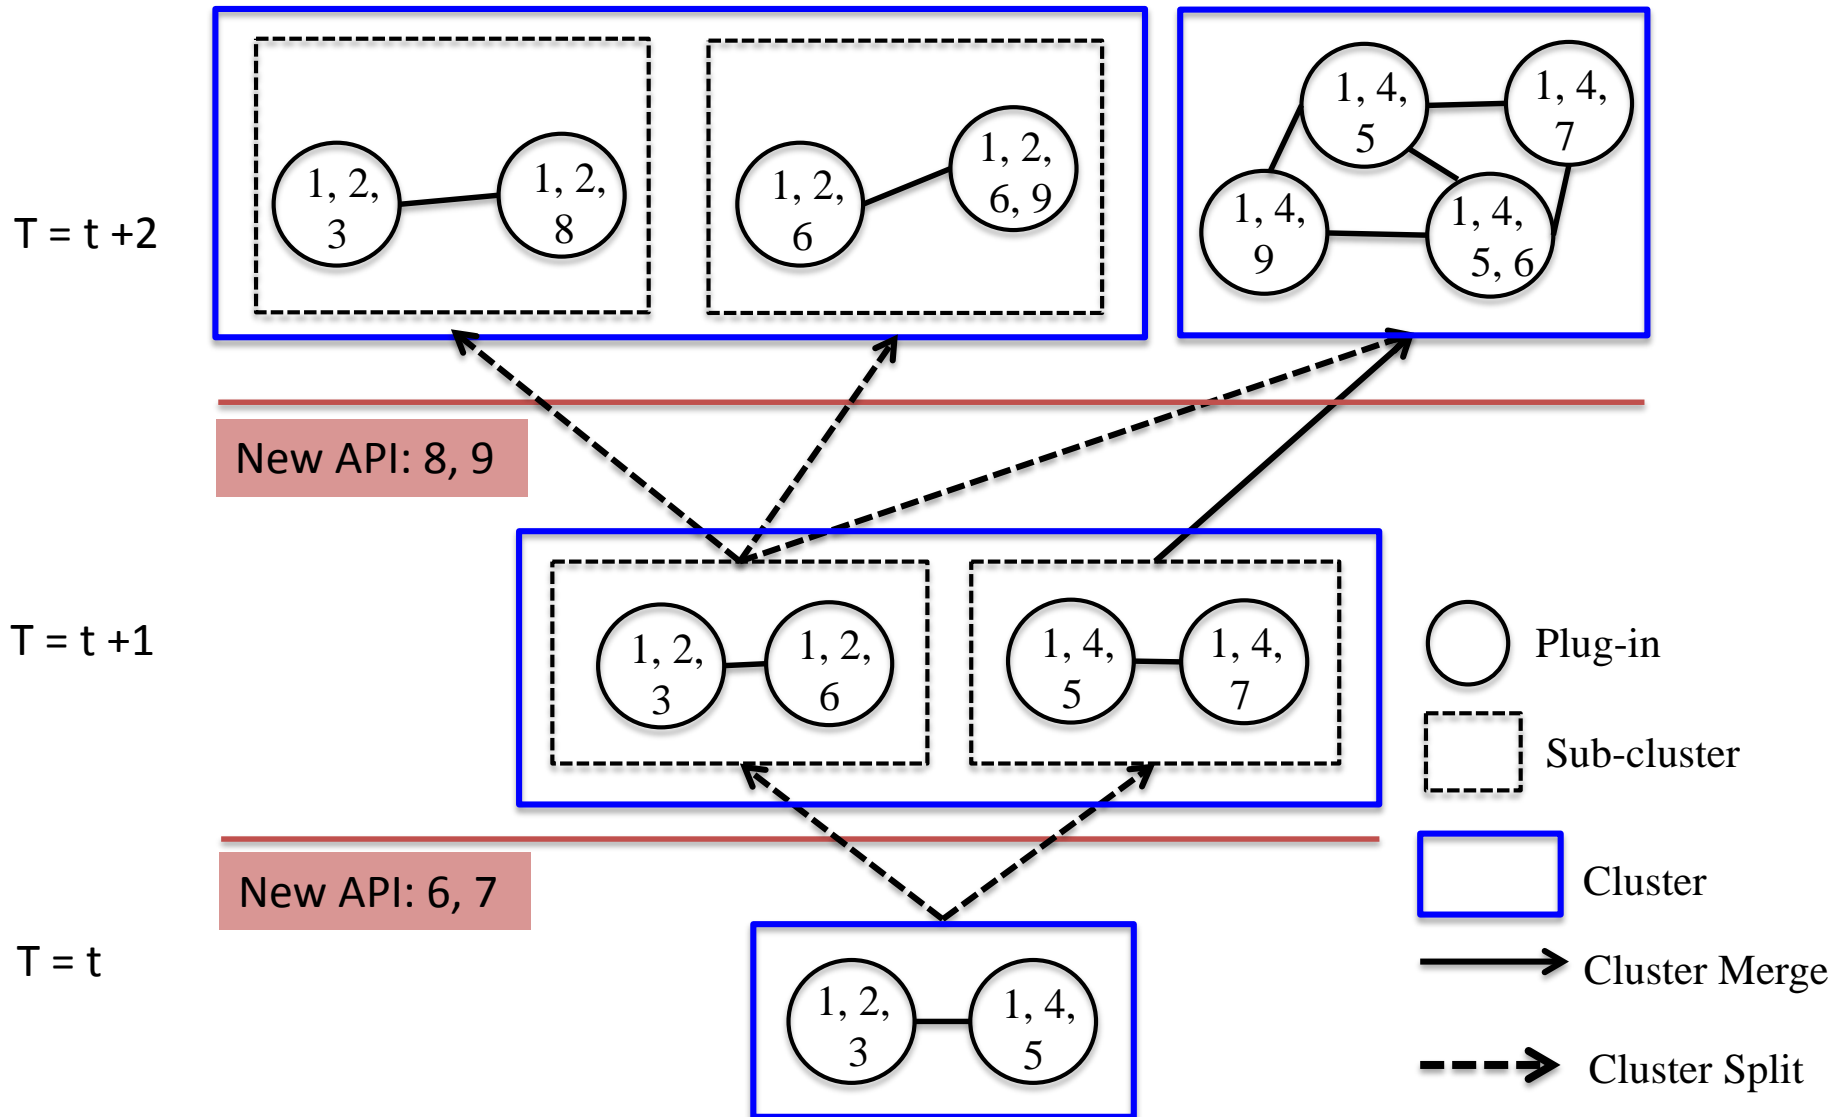 1, 2,
3
1, 2,
8
1, 2,
6
1, 2,
6, 9
1, 4,
5
1, 4,
7
1, 4,
9
1, 4,
5, 6
T = t +2
New API: 8, 9
T = t +1
1, 2,
3
1, 2,
6
1, 4,
5
1, 4,
7
Plug-in
Sub-cluster
New API: 6, 7
Cluster
T = t
1, 2,
3
1, 4,
5
Cluster Merge
Cluster Split